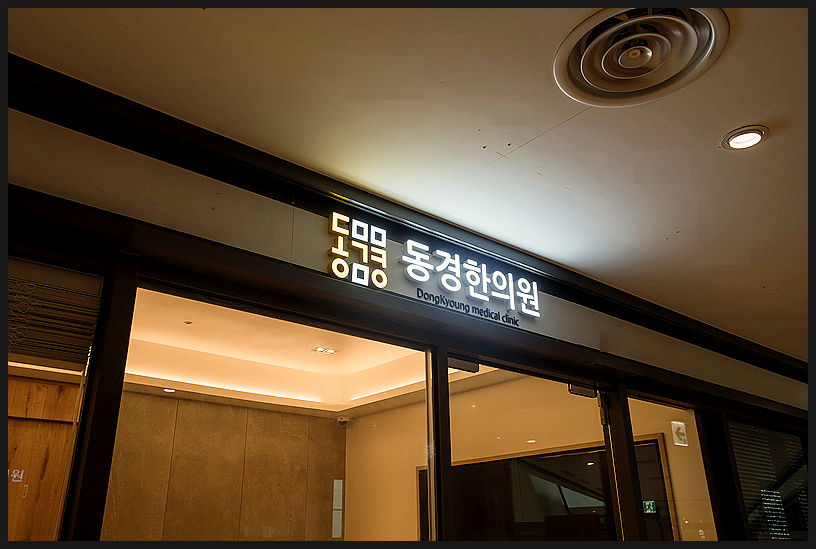 동경한의원
DongKyoung medical clinic